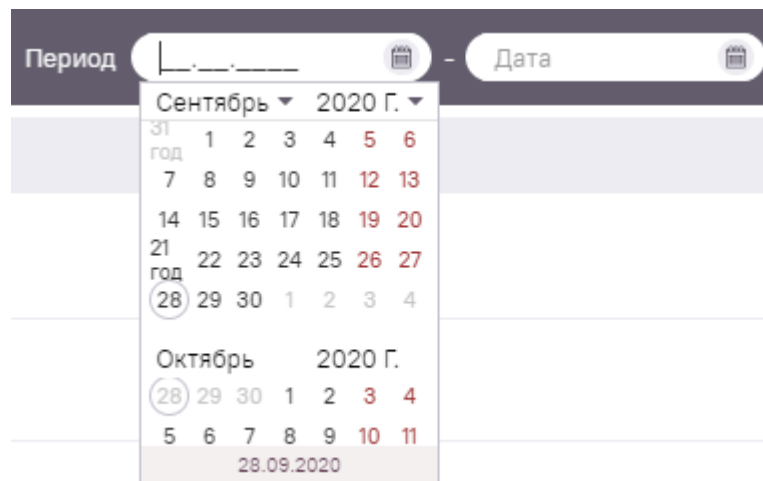 Период __.__.____ - Дата
Сентябрь 2020 Г.
31 год 1 2 3 4 5 6
7 8 9 10 11 12 13
14 15 16 17 18 19 20
21 год 22 23 24 25 26 27
28 29 30 1 2 3 4
Октябрь 2020 Г.
28 29 30 1 2 3 4
5 6 7 8 9 10 11
28.09.2020